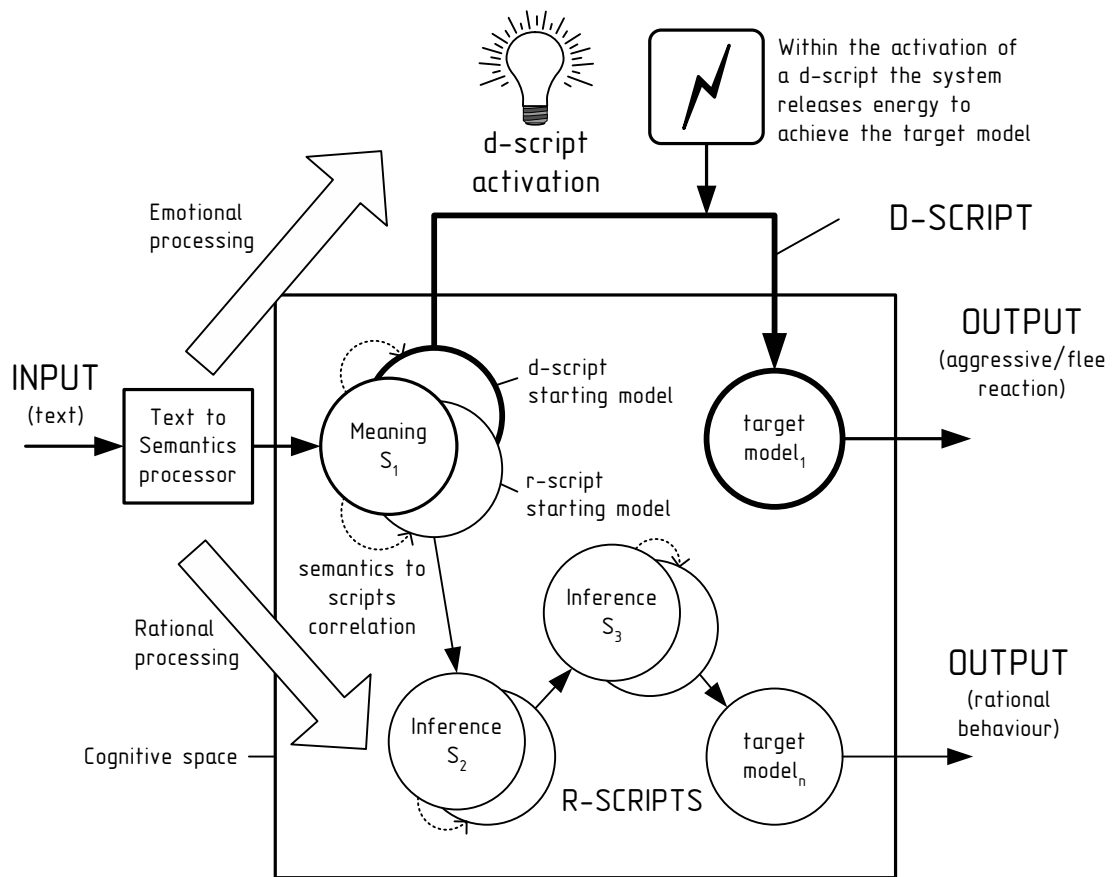 Within the activation of
a d-script the system
releases energy to
achieve the target model
d-script
activation
Emotional
processing
D-SCRIPT
OUTPUT
(aggressive/flee
reaction)
INPUT
(text)
Text to
Semantics
processor
Meaning
S1
d-script
starting model
r-script
starting model
target
model1
semantics to
scripts
correlation
Inference
S3
Rational
processing
OUTPUT
(rational
behaviour)
Inference
S2
target
modeln
Cognitive space
R-SCRIPTS